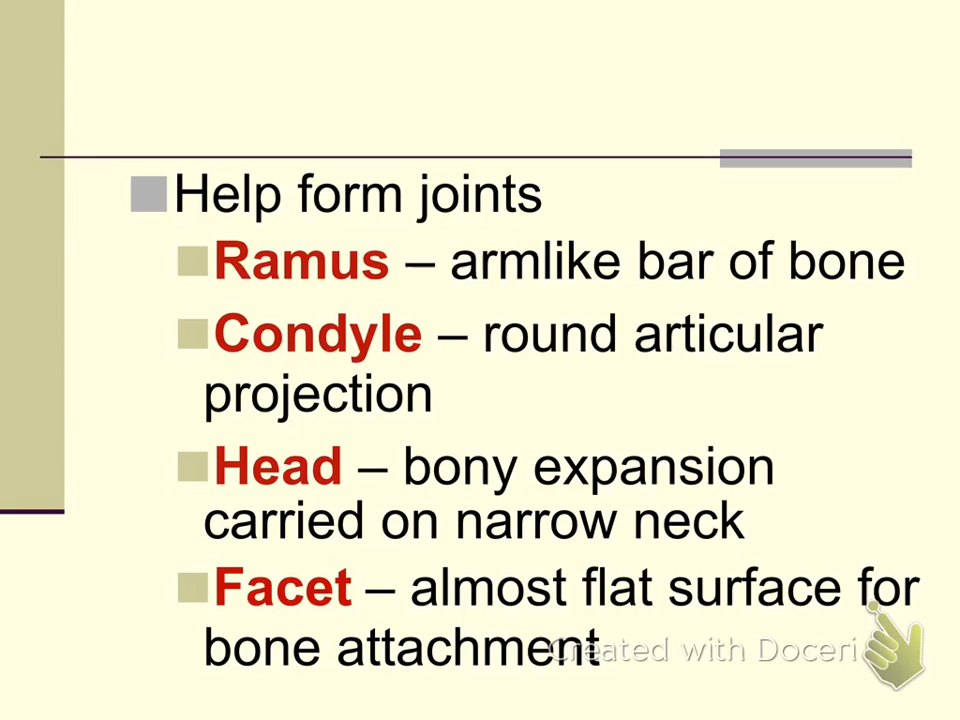 Help form joints
Ramus – armlike bar of bone
Condyle – round articular
projection
Head – bony expansion
carried on narrow neck
Facet – almost flat surface for
bone attachment
Created with Doceri